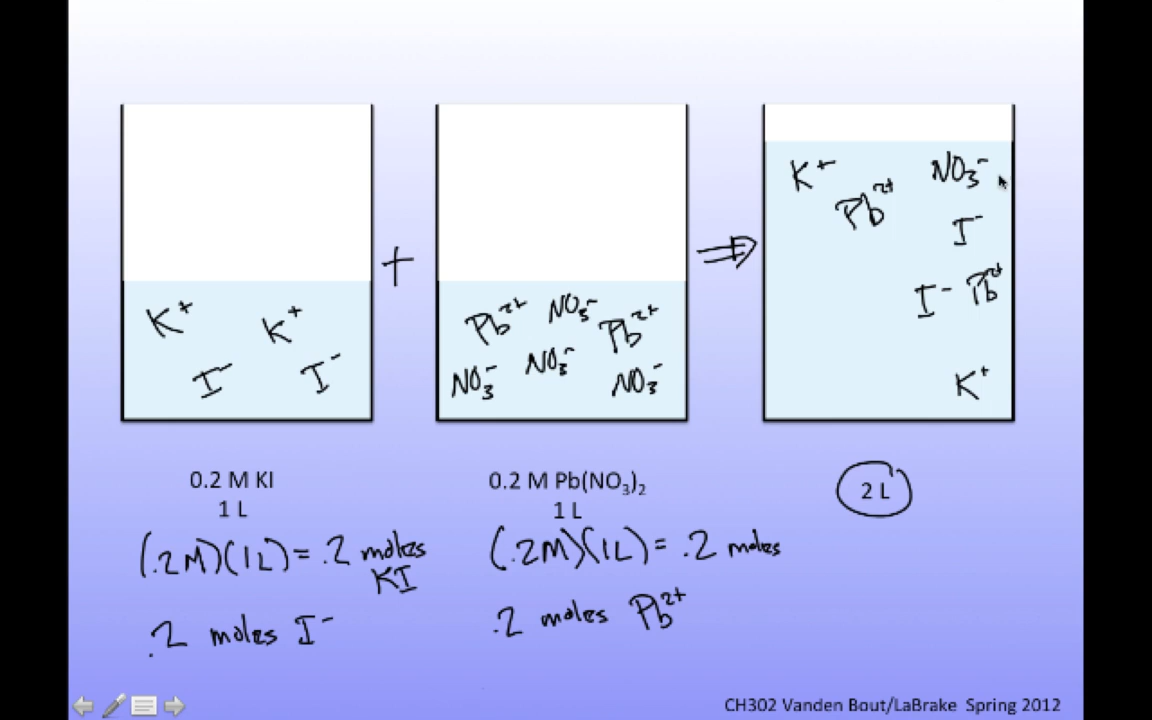 K⁺ K⁺
I⁻ I⁻
+
Pb²⁺ NO₃⁻ Pb²⁺
NO₃⁻ NO₃⁻ NO₃⁻
⇒
K⁺ NO₃⁻
Pb²⁺
I⁻
I⁻ Pb²⁺
K⁺
0.2 M KI
1 L
(.2M)(1L) = .2 moles
KI
.2 moles I⁻
0.2 M Pb(NO₃)₂
1 L
(.2M)(1L) = .2 moles
.2 moles Pb²⁺
2 L
CH302 Vanden Bout/LaBrake Spring 2012